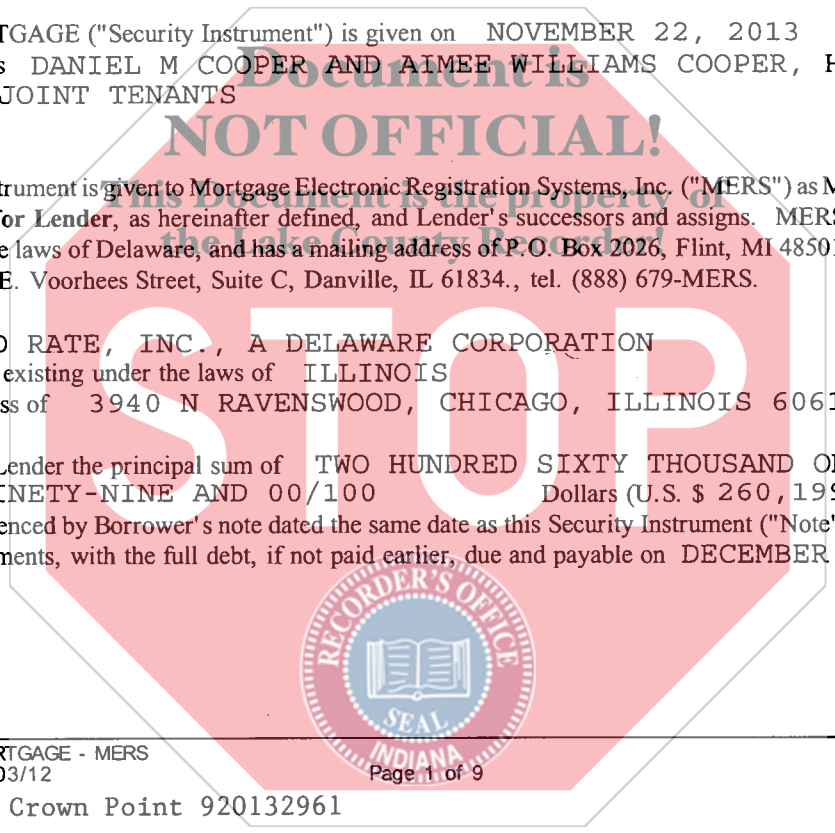 TGAGE ("Security Instrument") is given on NOVEMBER 22, 2013
s DANIEL M COOPER AND AIMEE WILLIAMS COOPER, H
JOINT TENANTS
Document is
NOT OFFICIAL!
This Document is the property of
the Lake County Recorder!
trument is given to Mortgage Electronic Registration Systems, Inc. ("MERS") as M
for Lender, as hereinafter defined, and Lender's successors and assigns. MERS
e laws of Delaware, and has a mailing address of P.O. Box 2026, Flint, MI 48501
E. Voorhees Street, Suite C, Danville, IL 61834., tel. (888) 679-MERS.
D RATE, INC., A DELAWARE CORPORATION
existing under the laws of ILLINOIS
ss of 3940 N RAVENSWOOD, CHICAGO, ILLINOIS 6061
STOP
Lender the principal sum of TWO HUNDRED SIXTY THOUSAND O
INETY-NINE AND 00/100 Dollars (U.S. $ 260,199
enced by Borrower's note dated the same date as this Security Instrument ("Note"
ments, with the full debt, if not paid earlier, due and payable on DECEMBER
RECORDER'S OFFICE
SEAL
INDIANA
RTGAGE - MERS
03/12 Page 1 of 9
Crown Point 920132961